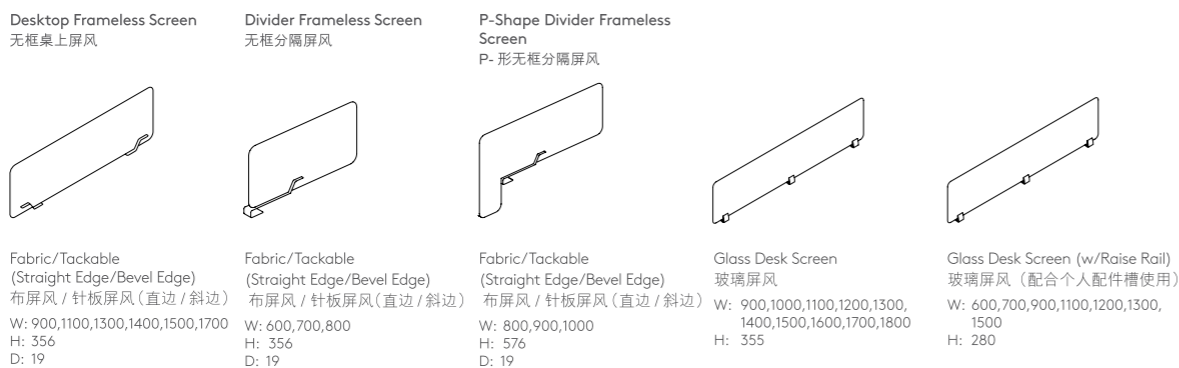 Desktop Frameless Screen
无框桌上屏风
Divider Frameless Screen
无框分隔屏风
P-Shape Divider Frameless
Screen
P- 形无框分隔屏风
Fabric/Tackable
(Straight Edge/Bevel Edge)
布屏风 / 针板屏风（直边 / 斜边）
W: 900,1100,1300,1400,1500,1700
H: 356
D: 19
Fabric/Tackable
(Straight Edge/Bevel Edge)
布屏风 / 针板屏风（直边 / 斜边）
W: 600,700,800
H: 356
D: 19
Fabric/Tackable
(Straight Edge/Bevel Edge)
布屏风 / 针板屏风（直边 / 斜边）
W: 800,900,1000
H: 576
D: 19
Glass Desk Screen
玻璃屏风
W: 900,1000,1100,1200,1300,
1400,1500,1600,1700,1800
H: 355
Glass Desk Screen (w/Raise Rail)
玻璃屏风（配合个人配件槽使用）
W: 600,700,900,1100,1200,1300,
1500
H: 280